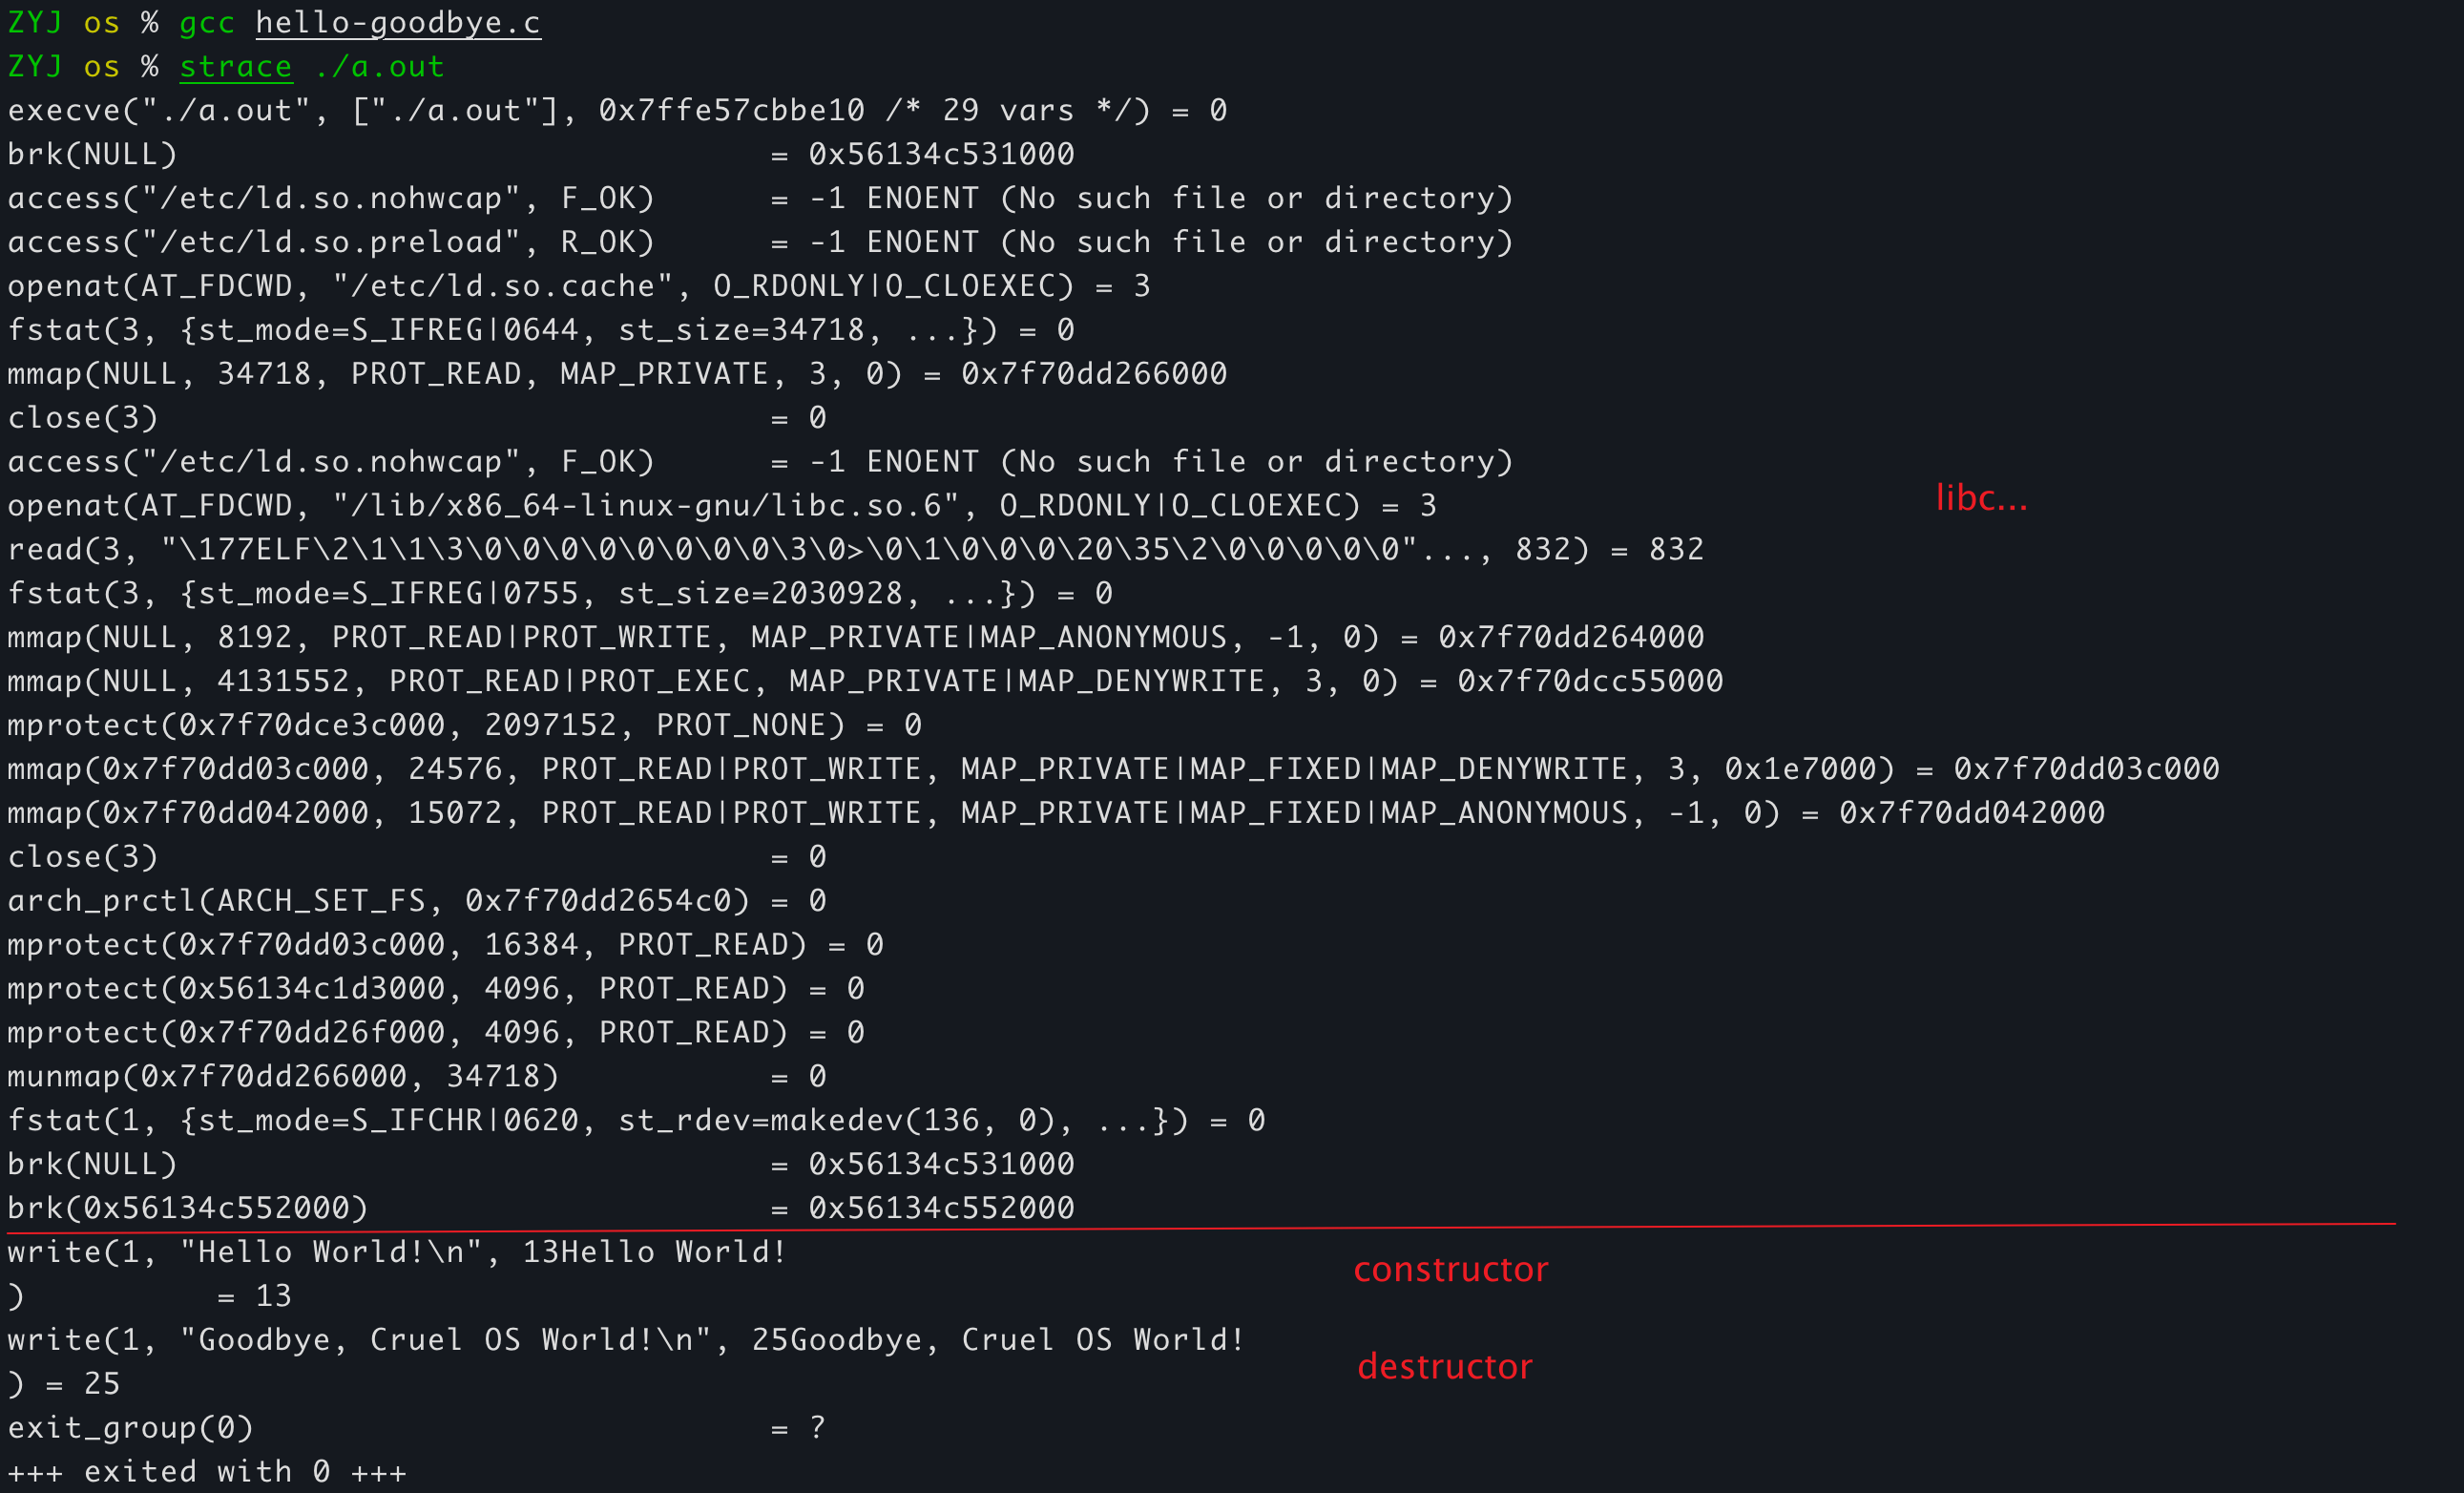 ZYJ os % gcc hello-goodbye.c
ZYJ os % strace ./a.out
execve("./a.out", ["./a.out"], 0x7ffe57cbbe10 /* 29 vars */) = 0
brk(NULL)                               = 0x56134c531000
access("/etc/ld.so.nohwcap", F_OK)      = -1 ENOENT (No such file or directory)
access("/etc/ld.so.preload", R_OK)      = -1 ENOENT (No such file or directory)
openat(AT_FDCWD, "/etc/ld.so.cache", O_RDONLY|O_CLOEXEC) = 3
fstat(3, {st_mode=S_IFREG|0644, st_size=34718, ...}) = 0
mmap(NULL, 34718, PROT_READ, MAP_PRIVATE, 3, 0) = 0x7f70dd266000
close(3)                                = 0
access("/etc/ld.so.nohwcap", F_OK)      = -1 ENOENT (No such file or directory)
openat(AT_FDCWD, "/lib/x86_64-linux-gnu/libc.so.6", O_RDONLY|O_CLOEXEC) = 3
libc...
read(3, "\177ELF\2\1\1\3\0\0\0\0\0\0\0\0\3\0>\0\1\0\0\0\20\35\2\0\0\0\0\0"..., 832) = 832
fstat(3, {st_mode=S_IFREG|0755, st_size=2030928, ...}) = 0
mmap(NULL, 8192, PROT_READ|PROT_WRITE, MAP_PRIVATE|MAP_ANONYMOUS, -1, 0) = 0x7f70dd264000
mmap(NULL, 4131552, PROT_READ|PROT_EXEC, MAP_PRIVATE|MAP_DENYWRITE, 3, 0) = 0x7f70dcc55000
mprotect(0x7f70dce3c000, 2097152, PROT_NONE) = 0
mmap(0x7f70dd03c000, 24576, PROT_READ|PROT_WRITE, MAP_PRIVATE|MAP_FIXED|MAP_DENYWRITE, 3, 0x1e7000) = 0x7f70dd03c000
mmap(0x7f70dd042000, 15072, PROT_READ|PROT_WRITE, MAP_PRIVATE|MAP_FIXED|MAP_ANONYMOUS, -1, 0) = 0x7f70dd042000
close(3)                                = 0
arch_prctl(ARCH_SET_FS, 0x7f70dd2654c0) = 0
mprotect(0x7f70dd03c000, 16384, PROT_READ) = 0
mprotect(0x56134c1d3000, 4096, PROT_READ) = 0
mprotect(0x7f70dd26f000, 4096, PROT_READ) = 0
munmap(0x7f70dd266000, 34718)           = 0
fstat(1, {st_mode=S_IFCHR|0620, st_rdev=makedev(136, 0), ...}) = 0
brk(NULL)                               = 0x56134c531000
brk(0x56134c552000)                     = 0x56134c552000
write(1, "Hello World!\n", 13Hello World!
constructor
)          = 13
write(1, "Goodbye, Cruel OS World!\n", 25Goodbye, Cruel OS World!
destructor
) = 25
exit_group(0)                           = ?
+++ exited with 0 +++